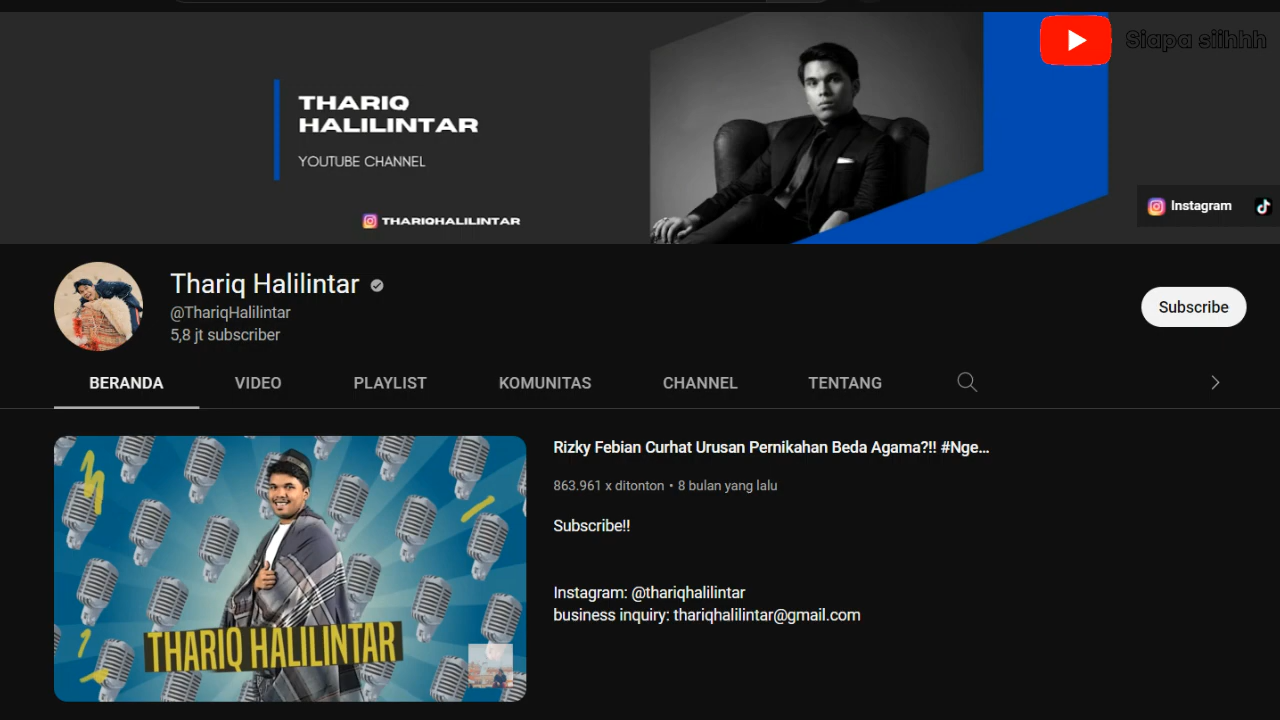 Siapa siihhh
THARIQ
HALILINTAR
YOUTUBE CHANNEL
THARIQHALILINTAR
Instagram
Thariq Halilintar
@ThariqHalilintar
5,8 jt subscriber
Subscribe
BERANDA VIDEO PLAYLIST KOMUNITAS CHANNEL TENTANG
Rizky Febian Curhat Urusan Pernikahan Beda Agama?!! #Nge...
863.961 x ditonton • 8 bulan yang lalu
Subscribe!!
Instagram: @thariqhalilintar
business inquiry: thariqhalilintar@gmail.com
THARIQ HALILINTAR